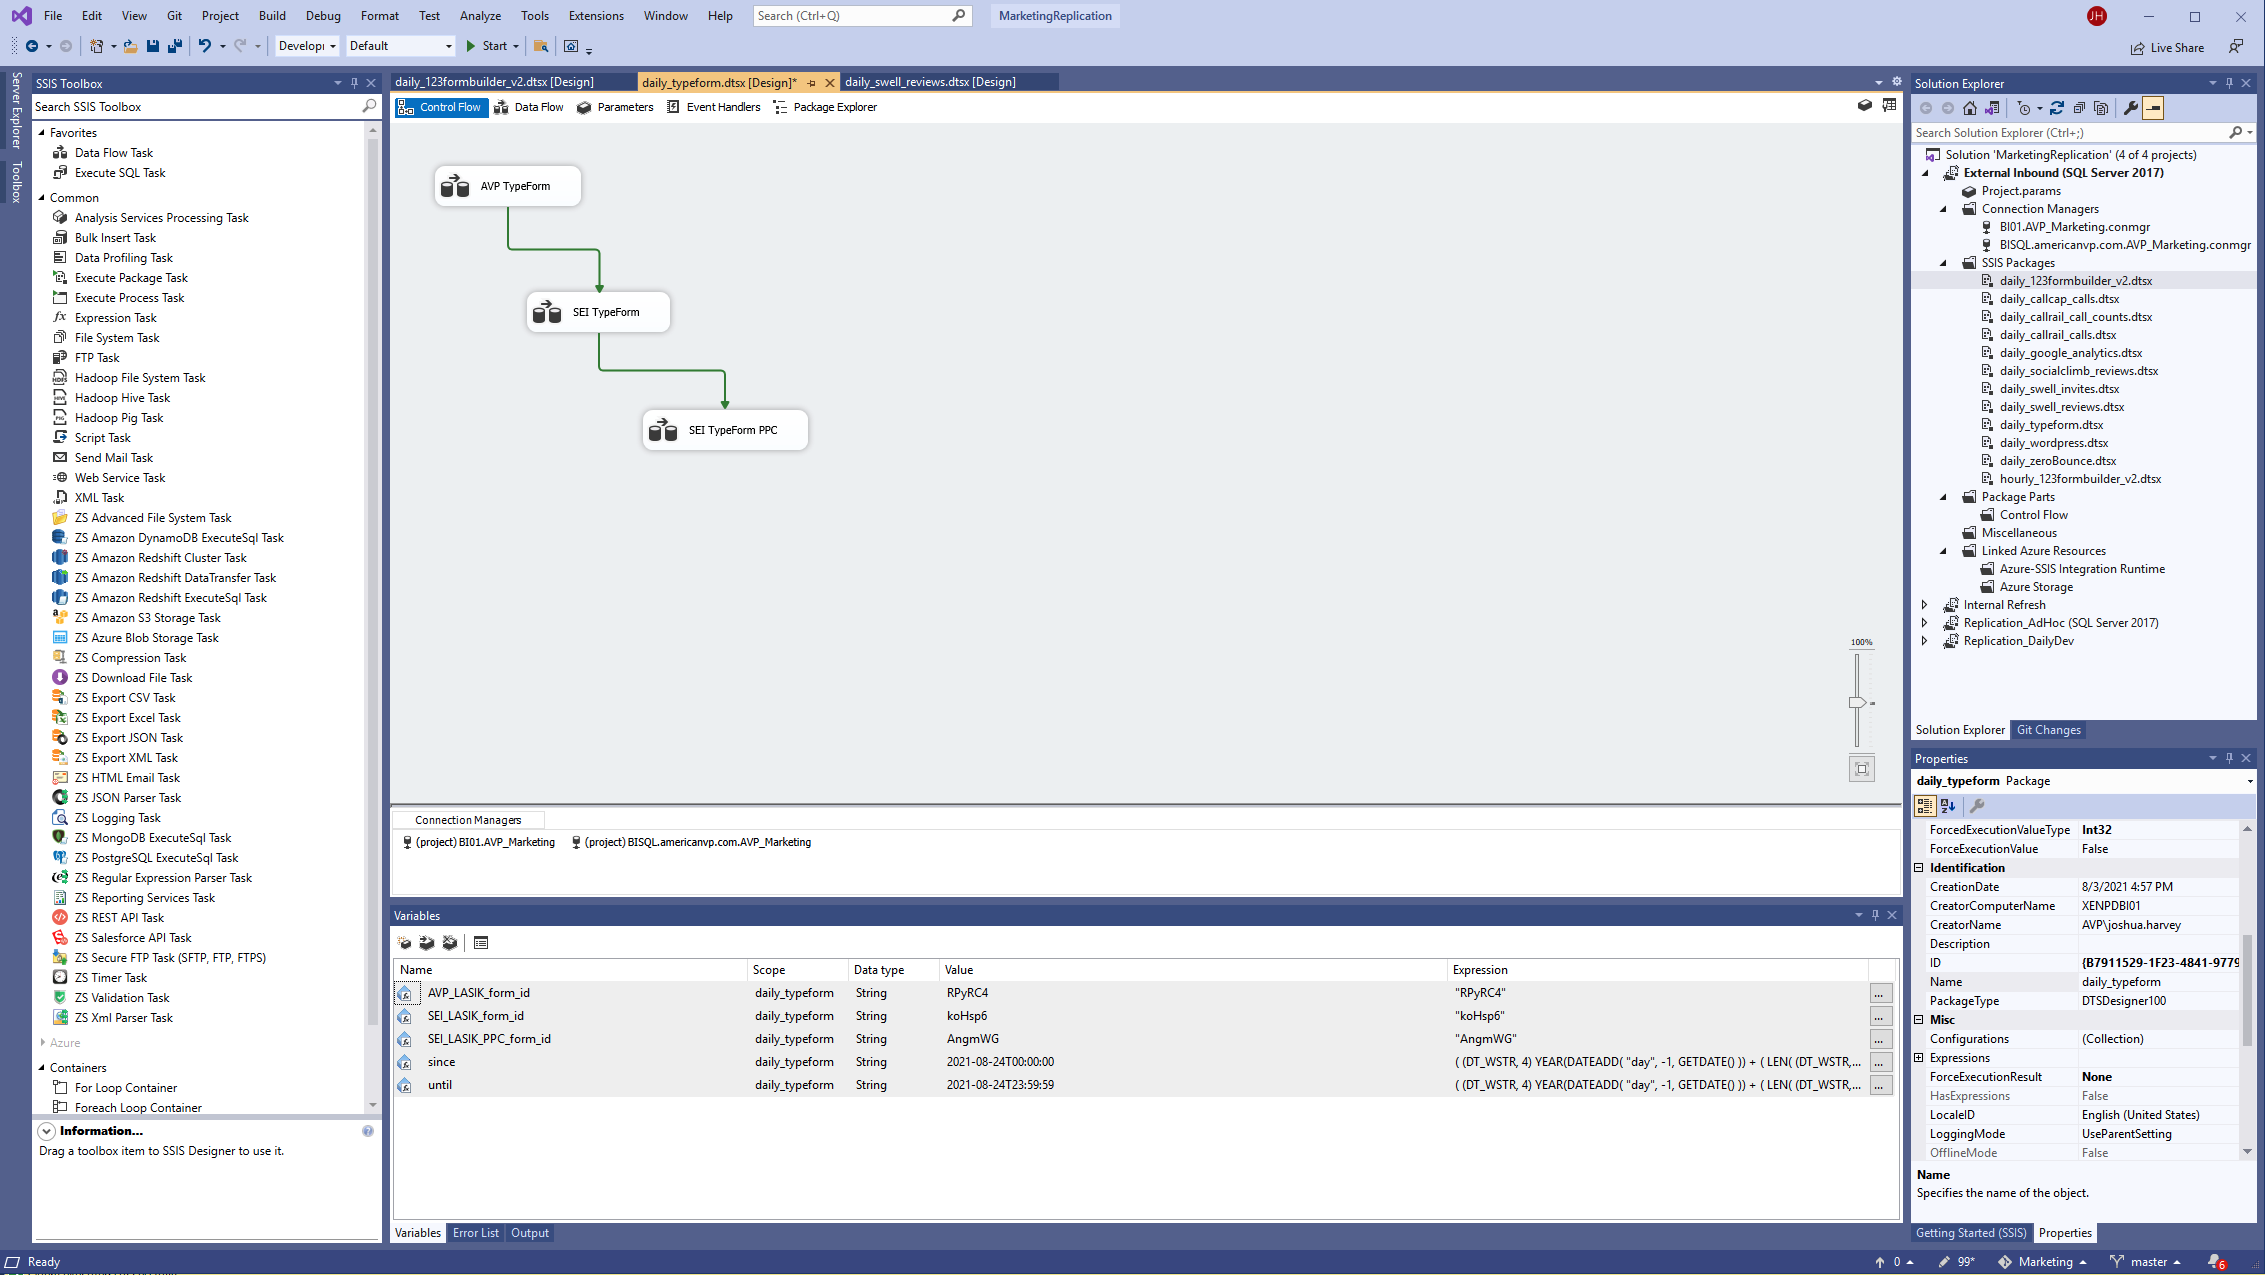 File Edit View Git Project Build Debug Format Test Analyze Tools Extensions Window Help Search (Ctrl+Q) MarketingReplication JH
Developi Default Start Live Share
Server Explorer
Toolbox
SSIS Toolbox
Search SSIS Toolbox
Favorites
Data Flow Task
Execute SQL Task
Common
Analysis Services Processing Task
Bulk Insert Task
Data Profiling Task
Execute Package Task
Execute Process Task
Expression Task
File System Task
FTP Task
Hadoop File System Task
Hadoop Hive Task
Hadoop Pig Task
Script Task
Send Mail Task
Web Service Task
XML Task
ZS Advanced File System Task
ZS Amazon DynamoDB ExecuteSql Task
ZS Amazon Redshift Cluster Task
ZS Amazon Redshift DataTransfer Task
ZS Amazon Redshift ExecuteSql Task
ZS Amazon S3 Storage Task
ZS Azure Blob Storage Task
ZS Compression Task
ZS Download File Task
ZS Export CSV Task
ZS Export Excel Task
ZS Export JSON Task
ZS Export XML Task
ZS HTML Email Task
ZS JSON Parser Task
ZS Logging Task
ZS MongoDB ExecuteSql Task
ZS PostgreSQL ExecuteSql Task
ZS Regular Expression Parser Task
ZS Reporting Services Task
ZS REST API Task
ZS Salesforce API Task
ZS Secure FTP Task (SFTP, FTP, FTPS)
ZS Timer Task
ZS Validation Task
ZS Xml Parser Task
Azure
Containers
For Loop Container
Foreach Loop Container
Information...
Drag a toolbox item to SSIS Designer to use it.
daily_123formbuilder_v2.dtsx [Design] daily_typeform.dtsx [Design]* daily_swell_reviews.dtsx [Design]
Control Flow Data Flow Parameters Event Handlers Package Explorer
AVP TypeForm
SEI TypeForm
SEI TypeForm PPC
100%
Connection Managers
(project) BI01.AVP_Marketing (project) BISQL.americanvp.com.AVP_Marketing
Variables
Name Scope Data type Value Expression
AVP_LASIK_form_id daily_typeform String RPyRC4 "RPyRC4" ...
SEI_LASIK_form_id daily_typeform String koHsp6 "koHsp6" ...
SEI_LASIK_PPC_form_id daily_typeform String AngmWG "AngmWG" ...
since daily_typeform String 2021-08-24T00:00:00 ( (DT_WSTR, 4) YEAR(DATEADD( "day", -1, GETDATE() )) + ( LEN( (DT_WSTR,... ...
until daily_typeform String 2021-08-24T23:59:59 ( (DT_WSTR, 4) YEAR(DATEADD( "day", -1, GETDATE() )) + ( LEN( (DT_WSTR,... ...
Variables Error List Output
Solution Explorer
Search Solution Explorer (Ctrl+;)
Solution 'MarketingReplication' (4 of 4 projects)
External Inbound (SQL Server 2017)
Project.params
Connection Managers
BI01.AVP_Marketing.conmgr
BISQL.americanvp.com.AVP_Marketing.conmgr
SSIS Packages
daily_123formbuilder_v2.dtsx
daily_callcap_calls.dtsx
daily_callrail_call_counts.dtsx
daily_callrail_calls.dtsx
daily_google_analytics.dtsx
daily_socialclimb_reviews.dtsx
daily_swell_invites.dtsx
daily_swell_reviews.dtsx
daily_typeform.dtsx
daily_wordpress.dtsx
daily_zeroBounce.dtsx
hourly_123formbuilder_v2.dtsx
Package Parts
Control Flow
Miscellaneous
Linked Azure Resources
Azure-SSIS Integration Runtime
Azure Storage
Internal Refresh
Replication_AdHoc (SQL Server 2017)
Replication_DailyDev
Solution Explorer Git Changes
Properties
daily_typeform Package
ForcedExecutionValueType Int32
ForceExecutionValue False
Identification
CreationDate 8/3/2021 4:57 PM
CreatorComputerName XENPDBI01
CreatorName AVP\joshua.harvey
Description
ID {B7911529-1F23-4841-9779
Name daily_typeform
PackageType DTSDesigner100
Misc
Configurations (Collection)
Expressions
ForceExecutionResult None
HasExpressions False
LocaleID English (United States)
LoggingMode UseParentSetting
OfflineMode False
Name
Specifies the name of the object.
Getting Started (SSIS) Properties
Ready 0 99* Marketing master 6